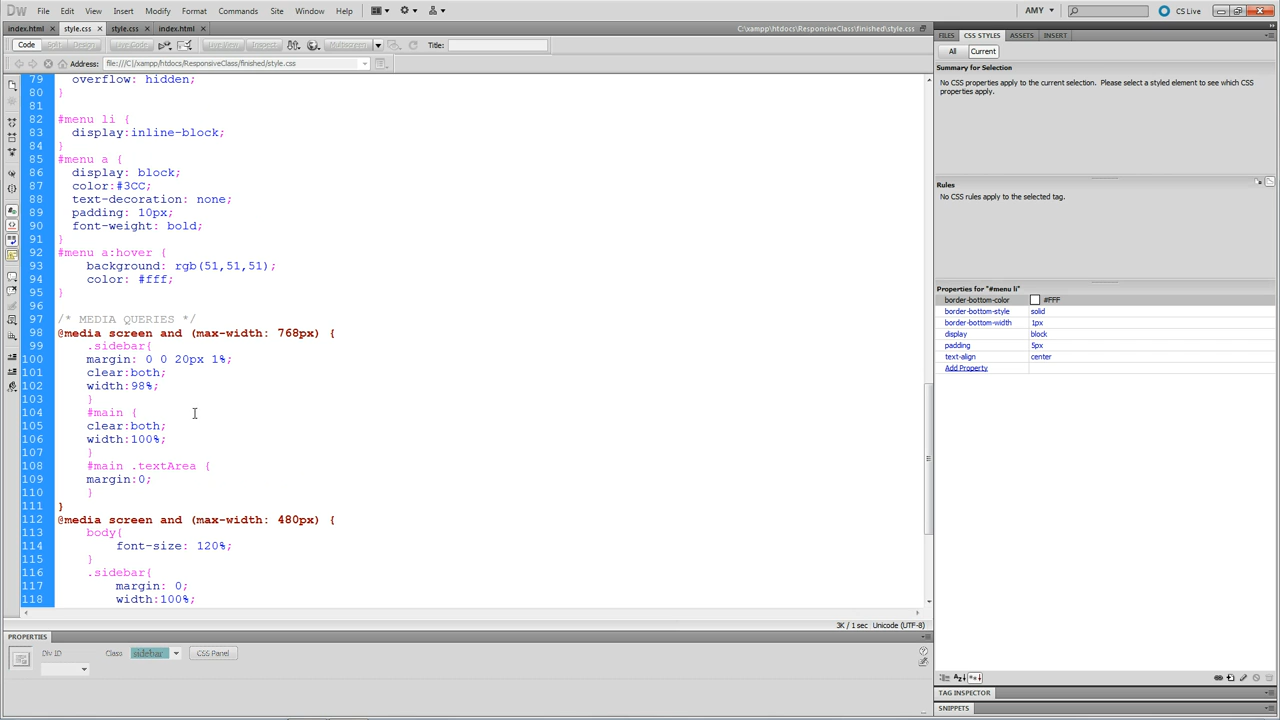 DW File Edit View Insert Modify Format Commands Site Window Help AMY CS Live
index.html × style.css × style.css × index.html × C:\xampp\htdocs\ResponsiveClass\finished\style.css
Code Split Design Live Code Live View Inspect Multiscreen Title:
Address: file:///C|/xampp/htdocs/ResponsiveClass/finished/style.css
79 overflow: hidden;
80 }
81
82 #menu li {
83 display:inline-block;
84 }
85 #menu a {
86 display: block;
87 color:#3CC;
88 text-decoration: none;
89 padding: 10px;
90 font-weight: bold;
91 }
92 #menu a:hover {
93 background: rgb(51,51,51);
94 color: #fff;
95 }
96
97 /* MEDIA QUERIES */
98 @media screen and (max-width: 768px) {
99 .sidebar{
100 margin: 0 0 20px 1%;
101 clear:both;
102 width:98%;
103 }
104 #main {
105 clear:both;
106 width:100%;
107 }
108 #main .textArea {
109 margin:0;
110 }
111 }
112 @media screen and (max-width: 480px) {
113 body{
114 font-size: 120%;
115 }
116 .sidebar{
117 margin: 0;
118 width:100%;
3K / 1 sec Unicode (UTF-8)
PROPERTIES
Div ID Class sidebar CSS Panel
FILES CSS STYLES ASSETS INSERT
All Current
Summary for Selection
No CSS properties apply to the current selection. Please select a styled element to see which CSS
properties apply.
Rules
No CSS rules apply to the selected tag.
Properties for "#menu li"
border-bottom-color #FFF
border-bottom-style solid
border-bottom-width 1px
display block
padding 5px
text-align center
Add Property
TAG INSPECTOR
SNIPPETS